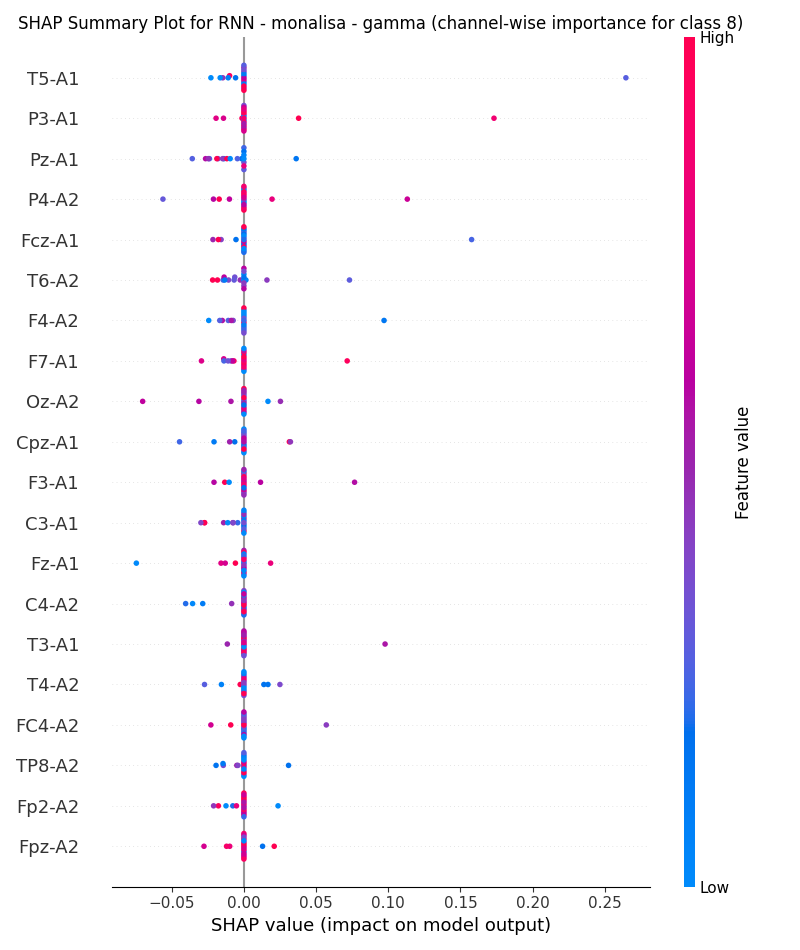 SHAP Summary Plot for RNN - monalisa - gamma (channel-wise importance for class 8)
High
T5-A1
P3-A1
Pz-A1
P4-A2
Fcz-A1
T6-A2
F4-A2
F7-A1
Oz-A2
Cpz-A1
F3-A1
C3-A1
Fz-A1
C4-A2
T3-A1
T4-A2
FC4-A2
TP8-A2
Fp2-A2
Fpz-A2
Feature value
Low
−0.05 0.00 0.05 0.10 0.15 0.20 0.25
SHAP value (impact on model output)